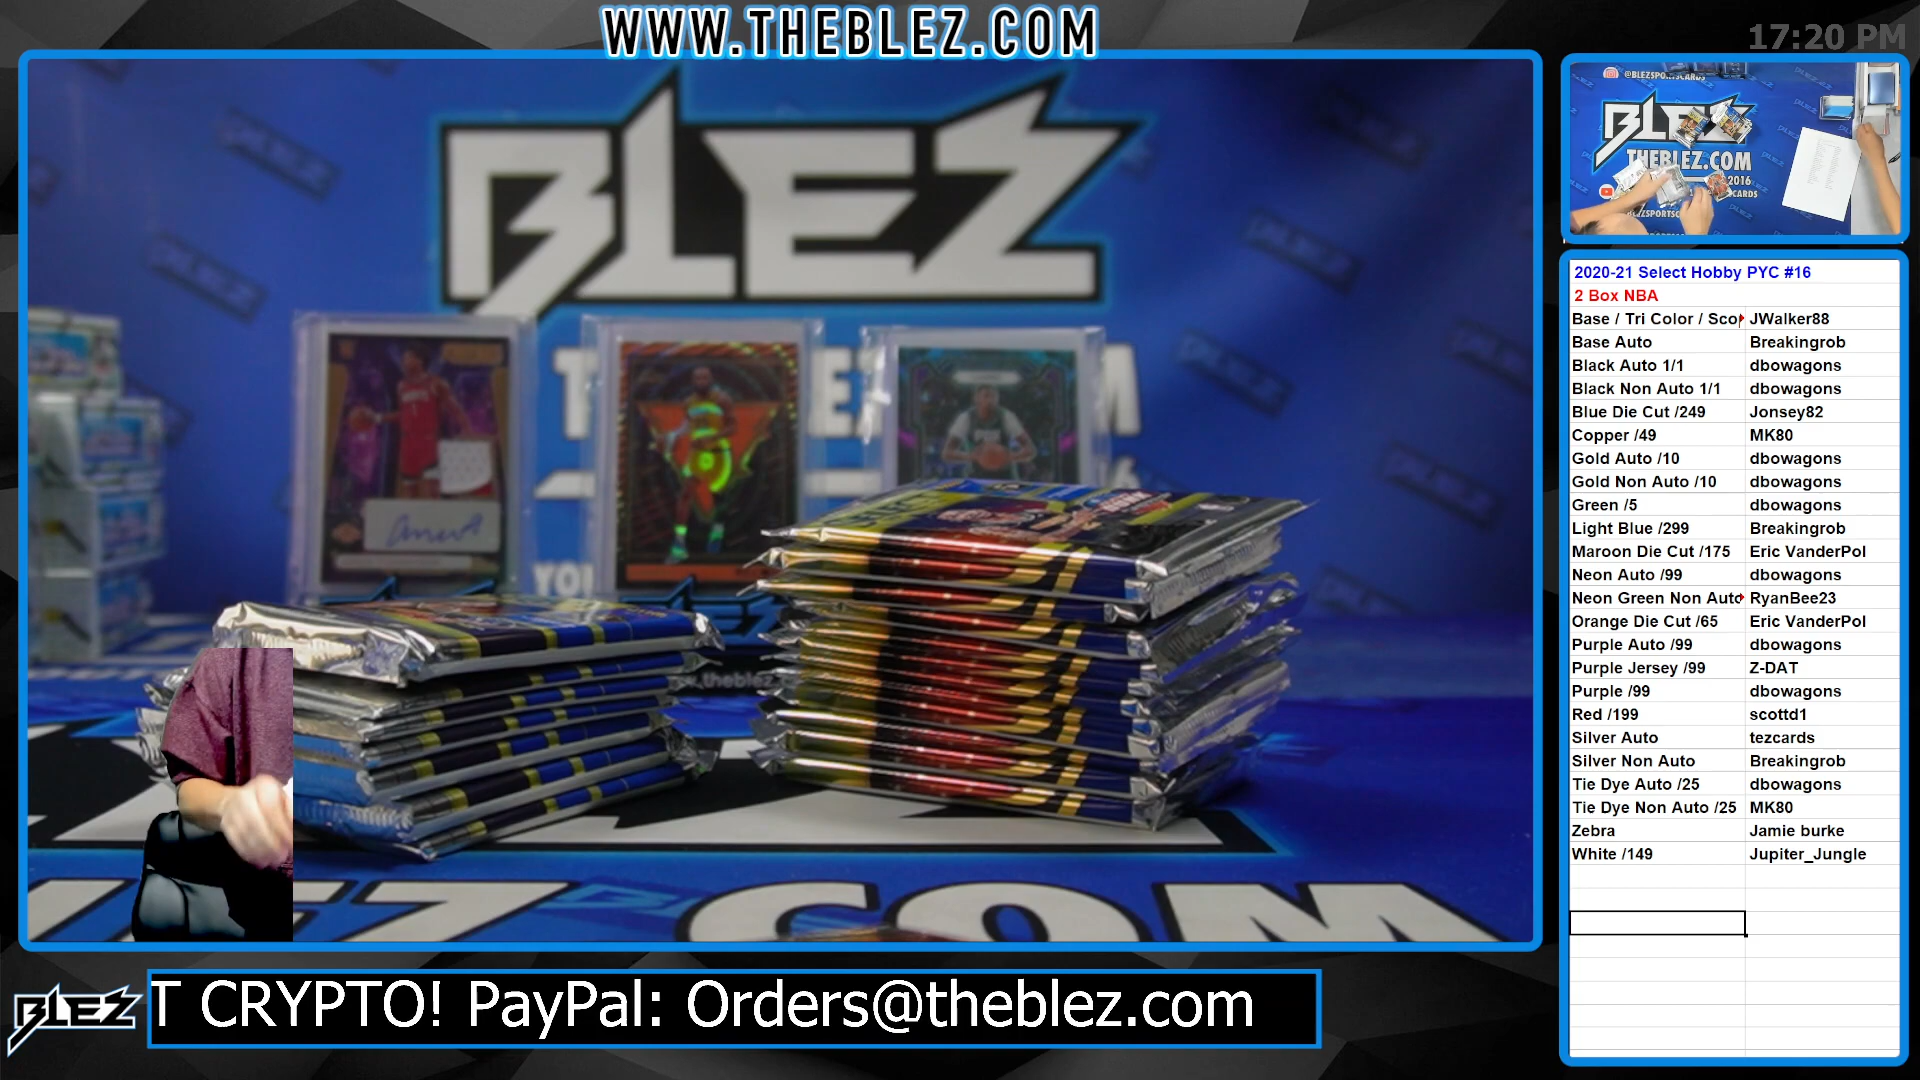 WWW.THEBLEZ.COM
17:20 PM
BLEZ
@BLEZSPORTSCARDS
BLEZ
THEBLEZ.COM
2016
2020-21 Select Hobby PYC #16
2 Box NBA
Base / Tri Color / Sco JWalker88
Base Auto Breakingrob
Black Auto 1/1 dbowagons
Black Non Auto 1/1 dbowagons
Blue Die Cut /249 Jonsey82
Copper /49 MK80
Gold Auto /10 dbowagons
Gold Non Auto /10 dbowagons
Green /5 dbowagons
Light Blue /299 Breakingrob
Maroon Die Cut /175 Eric VanderPol
Neon Auto /99 dbowagons
Neon Green Non Auto RyanBee23
Orange Die Cut /65 Eric VanderPol
Purple Auto /99 dbowagons
Purple Jersey /99 Z-DAT
Purple /99 dbowagons
Red /199 scottd1
Silver Auto tezcards
Silver Non Auto Breakingrob
Tie Dye Auto /25 dbowagons
Tie Dye Non Auto /25 MK80
Zebra Jamie burke
White /149 Jupiter_Jungle
BLEZ
T CRYPTO! PayPal: Orders@theblez.com